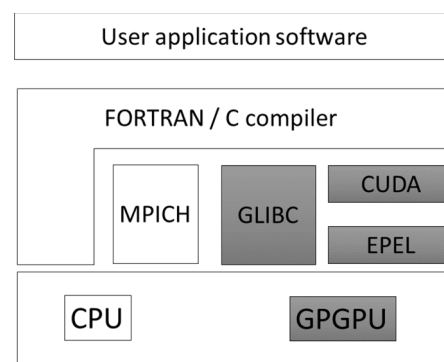 User application software
FORTRAN / C compiler
MPICH
GLIBC
CUDA
EPEL
CPU
GPGPU